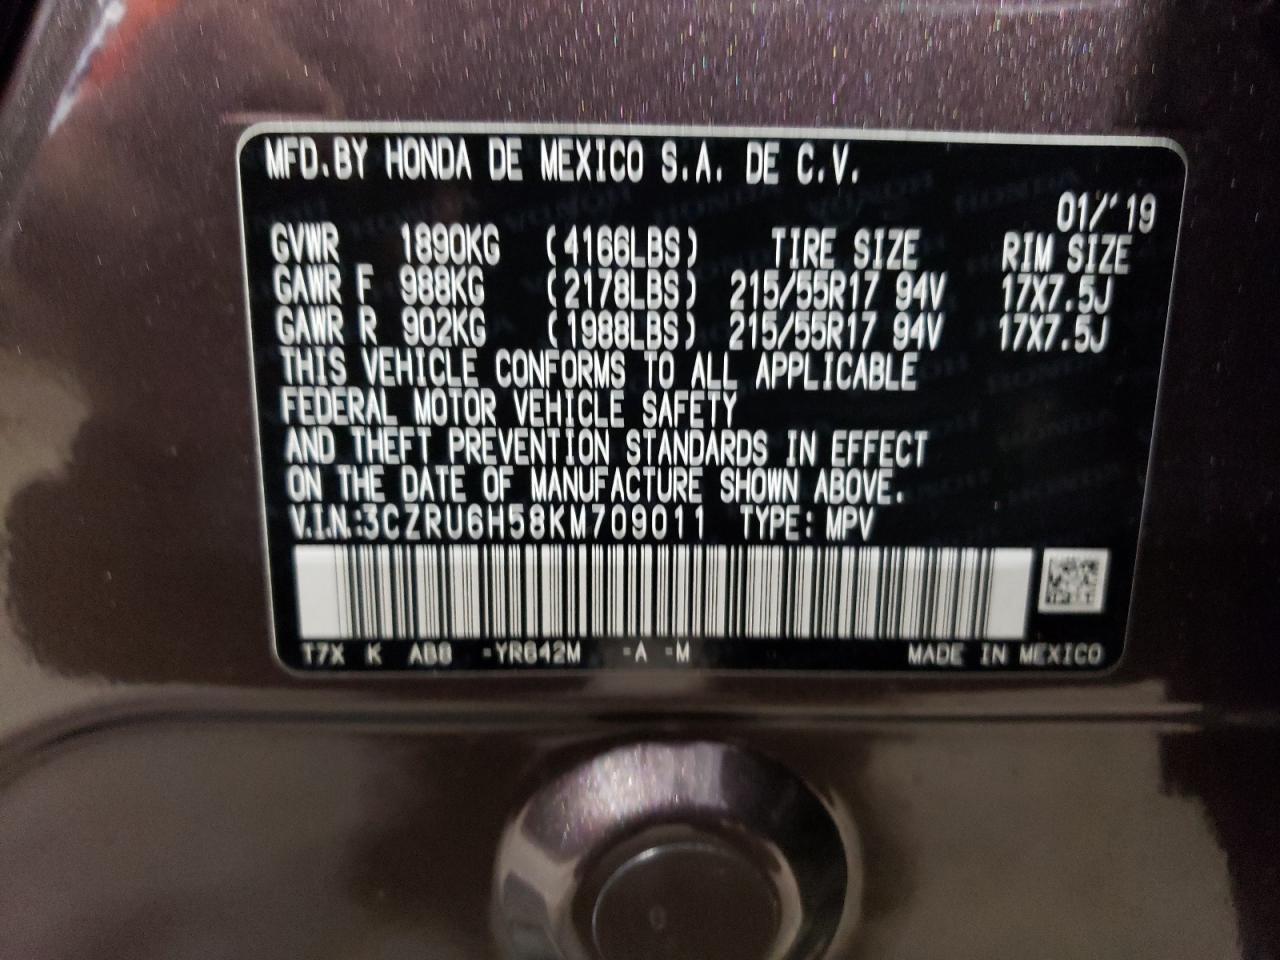 MFD.BY HONDA DE MEXICO S.A. DE C.V.
01/'19
GVWR 1890KG (4166LBS) TIRE SIZE RIM SIZE
GAWR F 988KG (2178LBS) 215/55R17 94V 17X7.5J
GAWR R 902KG (1988LBS) 215/55R17 94V 17X7.5J
THIS VEHICLE CONFORMS TO ALL APPLICABLE
FEDERAL MOTOR VEHICLE SAFETY
AND THEFT PREVENTION STANDARDS IN EFFECT
ON THE DATE OF MANUFACTURE SHOWN ABOVE.
V.I.N.:3CZRU6H58KM709011 TYPE: MPV
T7X K AB0 -YR642M -A -M MADE IN MEXICO